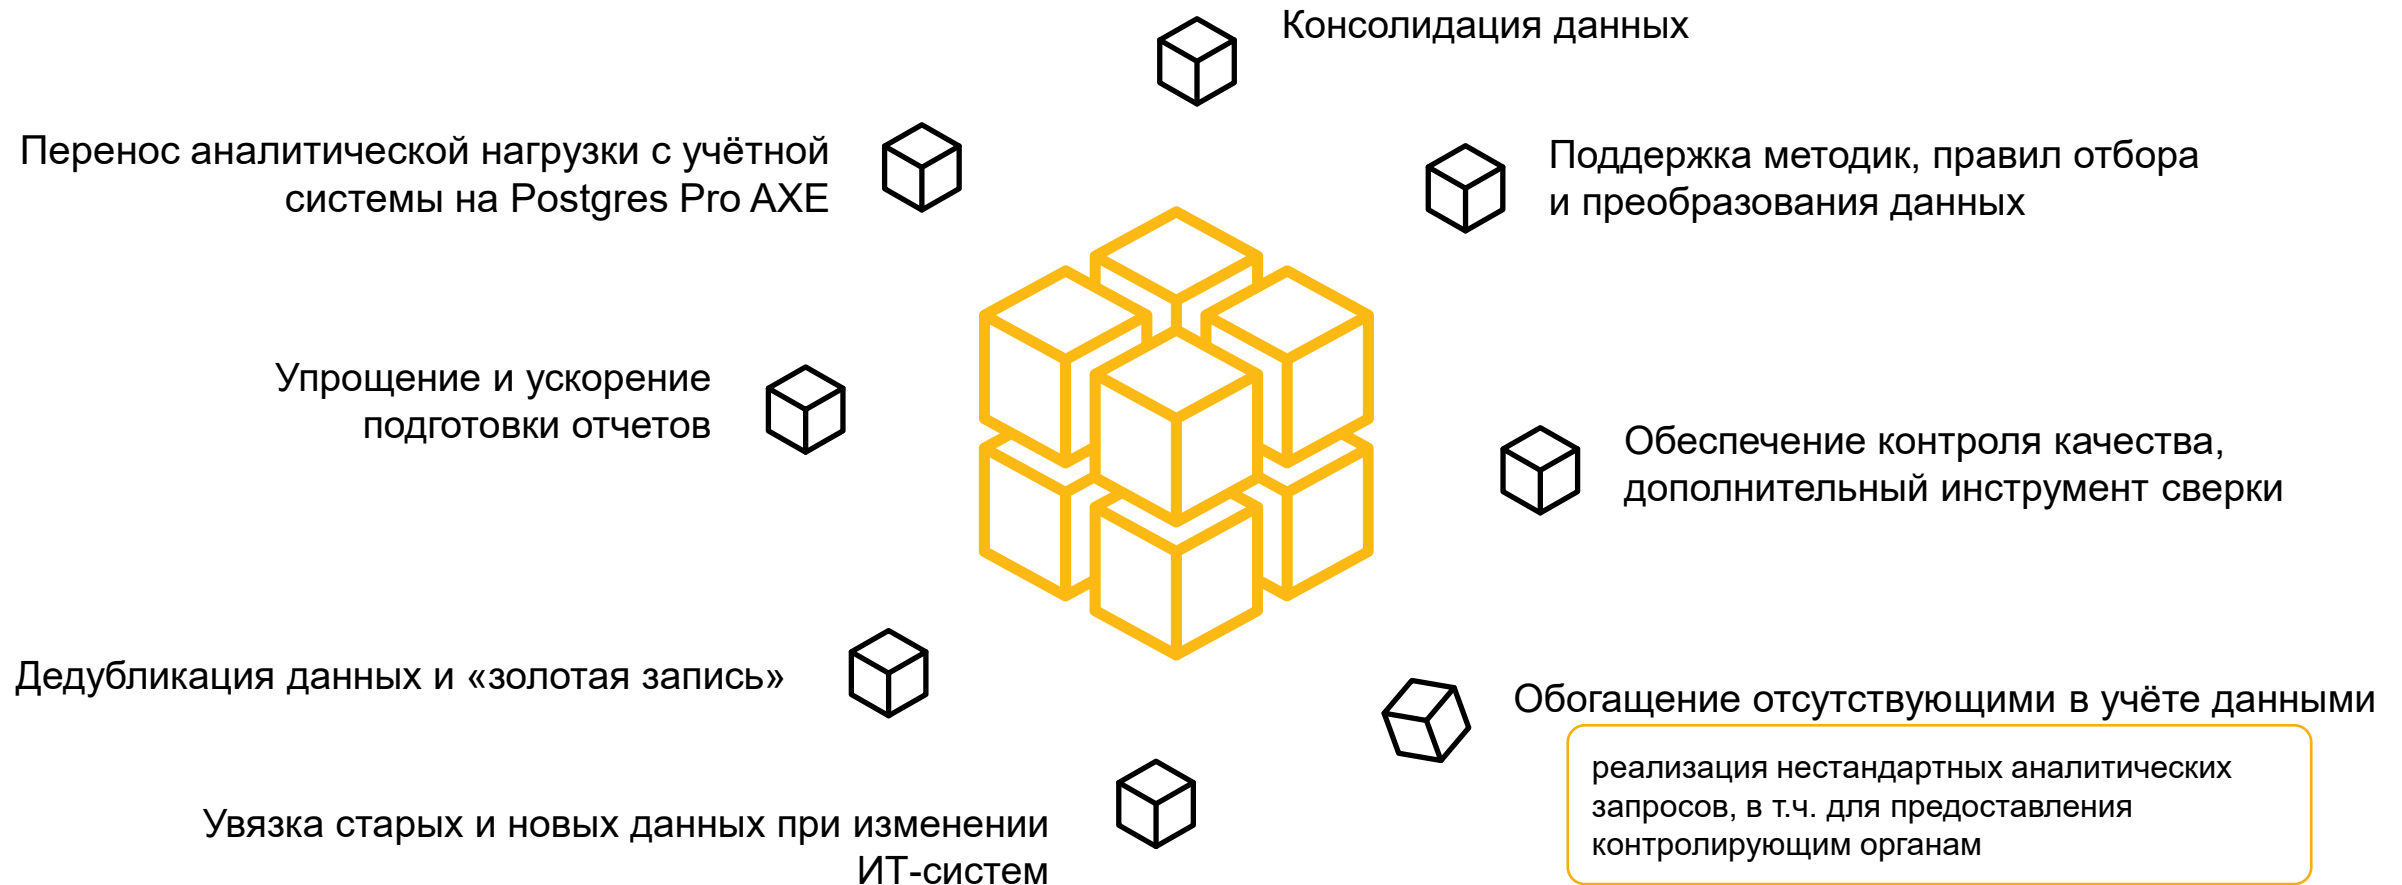 Консолидация данных
Перенос аналитической нагрузки с учётной
системы на Postgres Pro AXE
Поддержка методик, правил отбора
и преобразования данных
Упрощение и ускорение
подготовки отчетов
Обеспечение контроля качества,
дополнительный инструмент сверки
Дедубликация данных и «золотая запись»
Обогащение отсутствующими в учёте данными
реализация нестандартных аналитических
запросов, в т.ч. для предоставления
контролирующим органам
Увязка старых и новых данных при изменении
ИТ-систем